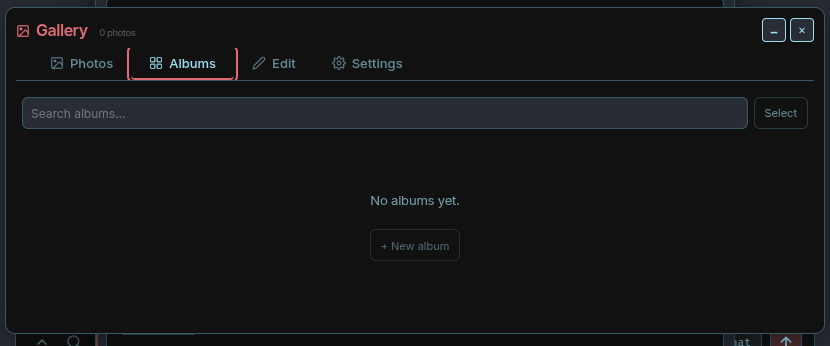 Gallery 0 photos
Photos Albums Edit Settings
Search albums...
Select
No albums yet.
+ New album